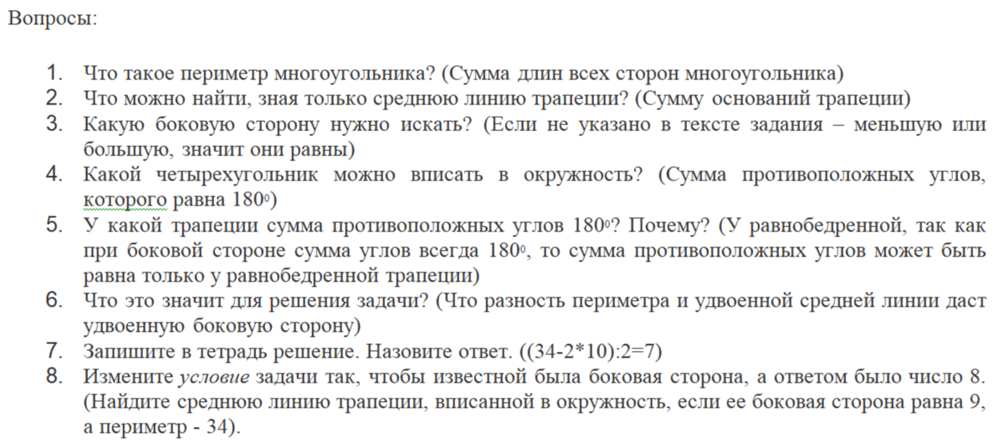 Вопросы:
1. Что такое периметр многоугольника? (Сумма длин всех сторон многоугольника)
2. Что можно найти, зная только среднюю линию трапеции? (Сумму оснований трапеции)
3. Какую боковую сторону нужно искать? (Если не указано в тексте задания – меньшую или
большую, значит они равны)
4. Какой четырехугольник можно вписать в окружность? (Сумма противоположных углов,
которого равна 180⁰)
5. У какой трапеции сумма противоположных углов 180⁰? Почему? (У равнобедренной, так как
при боковой стороне сумма углов всегда 180⁰, то сумма противоположных углов может быть
равна только у равнобедренной трапеции)
6. Что это значит для решения задачи? (Что разность периметра и удвоенной средней линии даст
удвоенную боковую сторону)
7. Запишите в тетрадь решение. Назовите ответ. ((34-2*10):2=7)
8. Измените условие задачи так, чтобы известной была боковая сторона, а ответом было число 8.
(Найдите среднюю линию трапеции, вписанной в окружность, если ее боковая сторона равна 9,
а периметр - 34).